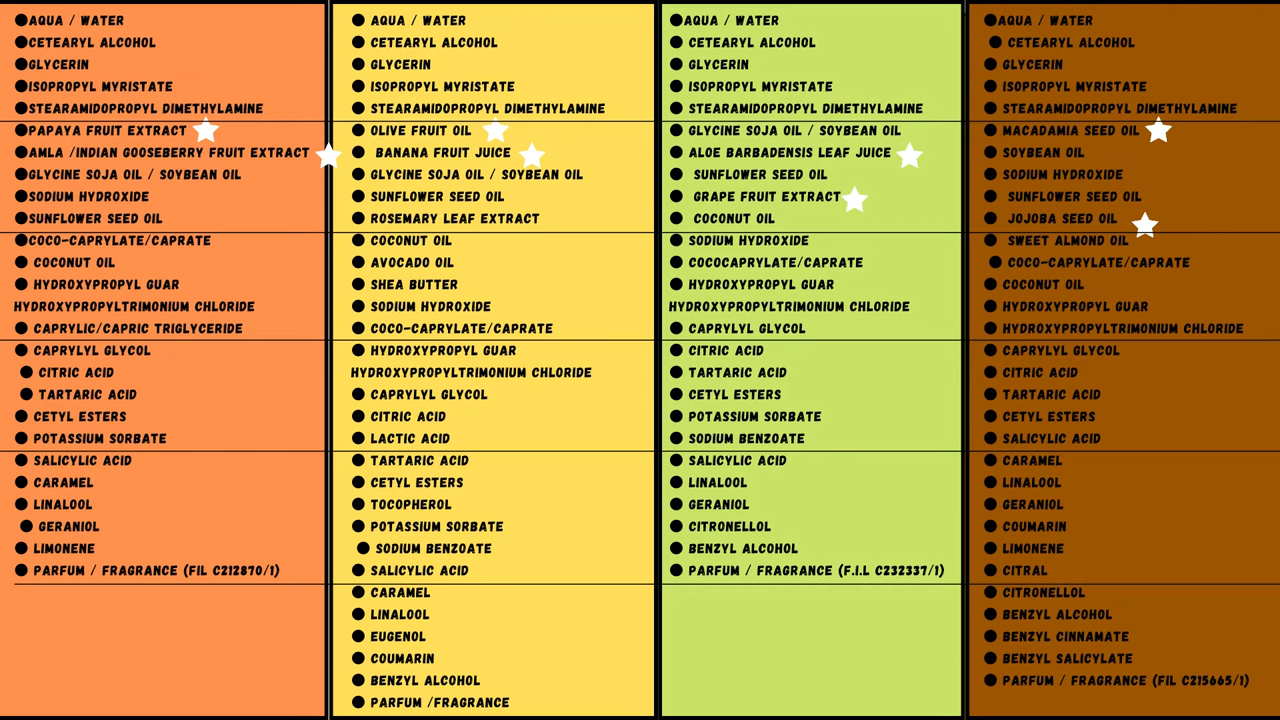 ●AQUA / WATER
●CETEARYL ALCOHOL
●GLYCERIN
●ISOPROPYL MYRISTATE
●STEARAMIDOPROPYL DIMETHYLAMINE
●PAPAYA FRUIT EXTRACT
●AMLA /INDIAN GOOSEBERRY FRUIT EXTRACT
●GLYCINE SOJA OIL / SOYBEAN OIL
●SODIUM HYDROXIDE
●SUNFLOWER SEED OIL
●COCO-CAPRYLATE/CAPRATE
● COCONUT OIL
● HYDROXYPROPYL GUAR
HYDROXYPROPYLTRIMONIUM CHLORIDE
● CAPRYLIC/CAPRIC TRIGLYCERIDE
● CAPRYLYL GLYCOL
● CITRIC ACID
● TARTARIC ACID
● CETYL ESTERS
● POTASSIUM SORBATE
● SALICYLIC ACID
● CARAMEL
● LINALOOL
● GERANIOL
● LIMONENE
● PARFUM / FRAGRANCE (FIL C212870/1)
● AQUA / WATER
● CETEARYL ALCOHOL
● GLYCERIN
● ISOPROPYL MYRISTATE
● STEARAMIDOPROPYL DIMETHYLAMINE
● OLIVE FRUIT OIL
● BANANA FRUIT JUICE
● GLYCINE SOJA OIL / SOYBEAN OIL
● SUNFLOWER SEED OIL
● ROSEMARY LEAF EXTRACT
● COCONUT OIL
● AVOCADO OIL
● SHEA BUTTER
● SODIUM HYDROXIDE
● COCO-CAPRYLATE/CAPRATE
● HYDROXYPROPYL GUAR
HYDROXYPROPYLTRIMONIUM CHLORIDE
● CAPRYLYL GLYCOL
● CITRIC ACID
● LACTIC ACID
● TARTARIC ACID
● CETYL ESTERS
● TOCOPHEROL
● POTASSIUM SORBATE
● SODIUM BENZOATE
● SALICYLIC ACID
● CARAMEL
● LINALOOL
● EUGENOL
● COUMARIN
● BENZYL ALCOHOL
● PARFUM /FRAGRANCE
●AQUA / WATER
● CETEARYL ALCOHOL
● GLYCERIN
● ISOPROPYL MYRISTATE
● STEARAMIDOPROPYL DIMETHYLAMINE
● GLYCINE SOJA OIL / SOYBEAN OIL
● ALOE BARBADENSIS LEAF JUICE
● SUNFLOWER SEED OIL
● GRAPE FRUIT EXTRACT
● COCONUT OIL
● SODIUM HYDROXIDE
● COCOCAPRYLATE/CAPRATE
● HYDROXYPROPYL GUAR
HYDROXYPROPYLTRIMONIUM CHLORIDE
● CAPRYLYL GLYCOL
● CITRIC ACID
● TARTARIC ACID
● CETYL ESTERS
● POTASSIUM SORBATE
● SODIUM BENZOATE
● SALICYLIC ACID
● LINALOOL
● GERANIOL
● CITRONELLOL
● BENZYL ALCOHOL
● PARFUM / FRAGRANCE (F.I.L C232337/1)
●AQUA / WATER
● CETEARYL ALCOHOL
● GLYCERIN
● ISOPROPYL MYRISTATE
● STEARAMIDOPROPYL DIMETHYLAMINE
● MACADAMIA SEED OIL
● SOYBEAN OIL
● SODIUM HYDROXIDE
● SUNFLOWER SEED OIL
● JOJOBA SEED OIL
● SWEET ALMOND OIL
● COCO-CAPRYLATE/CAPRATE
● COCONUT OIL
● HYDROXYPROPYL GUAR
● HYDROXYPROPYLTRIMONIUM CHLORIDE
● CAPRYLYL GLYCOL
● CITRIC ACID
● TARTARIC ACID
● CETYL ESTERS
● SALICYLIC ACID
● CARAMEL
● LINALOOL
● GERANIOL
● COUMARIN
● LIMONENE
● CITRAL
● CITRONELLOL
● BENZYL ALCOHOL
● BENZYL CINNAMATE
● BENZYL SALICYLATE
● PARFUM / FRAGRANCE (FIL C215665/1)